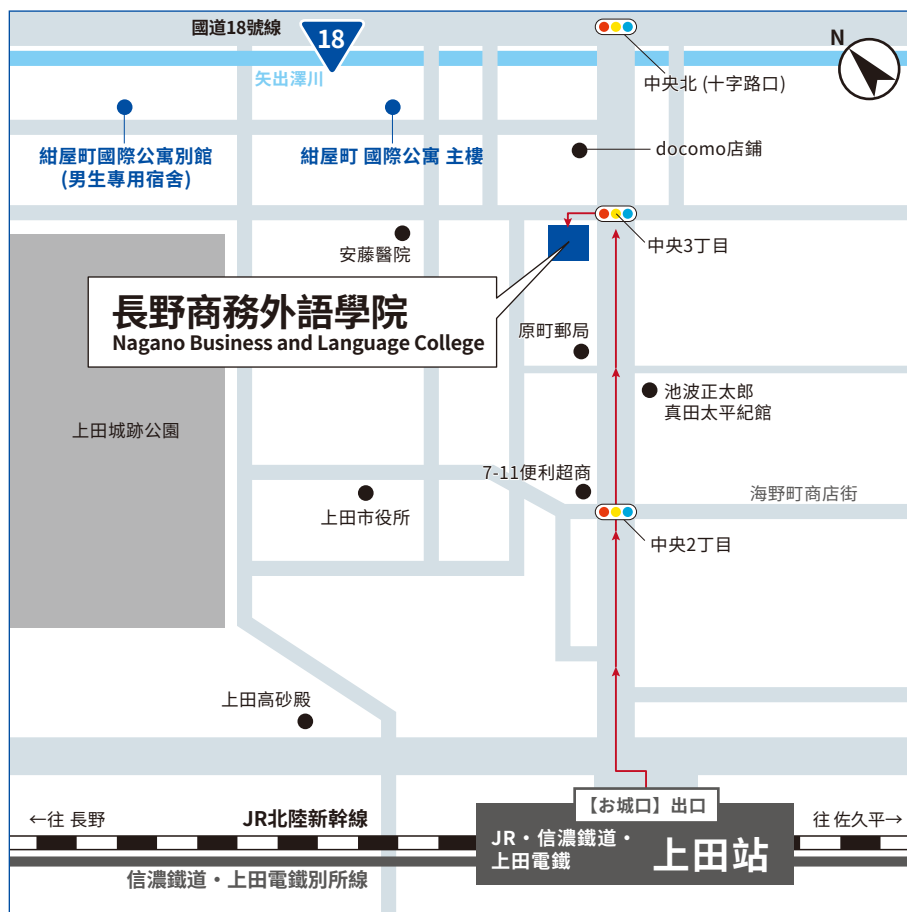 國道18號線
18
N
矢出澤川
中央北 (十字路口)
紺屋町國際公寓別館
(男生專用宿舍)
紺屋町 國際公寓 主樓
docomo店鋪
安藤醫院
中央3丁目
長野商務外語學院
Nagano Business and Language College
原町郵局
池波正太郎
真田太平紀館
上田城跡公園
7-11便利超商
海野町商店街
上田市役所
中央2丁目
上田高砂殿
【お城口】出口
←往 長野
JR北陸新幹線
往 佐久平→
JR・信濃鐵道・
上田電鐵
上田站
信濃鐵道・上田電鐵別所線